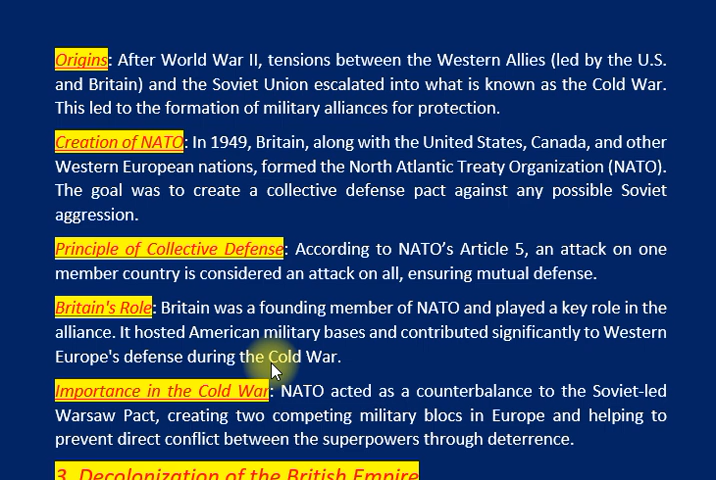 Origins: After World War II, tensions between the Western Allies (led by the U.S.
and Britain) and the Soviet Union escalated into what is known as the Cold War.
This led to the formation of military alliances for protection.
Creation of NATO: In 1949, Britain, along with the United States, Canada, and other
Western European nations, formed the North Atlantic Treaty Organization (NATO).
The goal was to create a collective defense pact against any possible Soviet
aggression.
Principle of Collective Defense: According to NATO’s Article 5, an attack on one
member country is considered an attack on all, ensuring mutual defense.
Britain's Role: Britain was a founding member of NATO and played a key role in the
alliance. It hosted American military bases and contributed significantly to Western
Europe's defense during the Cold War.
Importance in the Cold War: NATO acted as a counterbalance to the Soviet-led
Warsaw Pact, creating two competing military blocs in Europe and helping to
prevent direct conflict between the superpowers through deterrence.
3. Decolonization of the British Empire